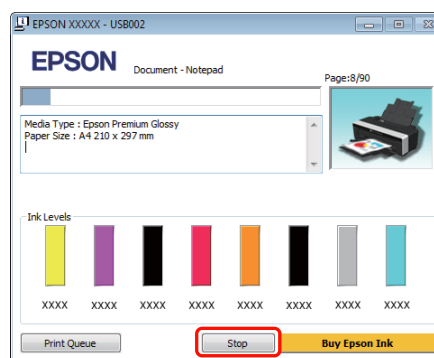 EPSON XXXXX - USB002
EPSON Document - Notepad
Page:8/90
Media Type : Epson Premium Glossy
Paper Size : A4 210 x 297 mm
Ink Levels
XXXX XXXX XXXX XXXX XXXX XXXX XXXX XXXX
Print Queue Stop Buy Epson Ink